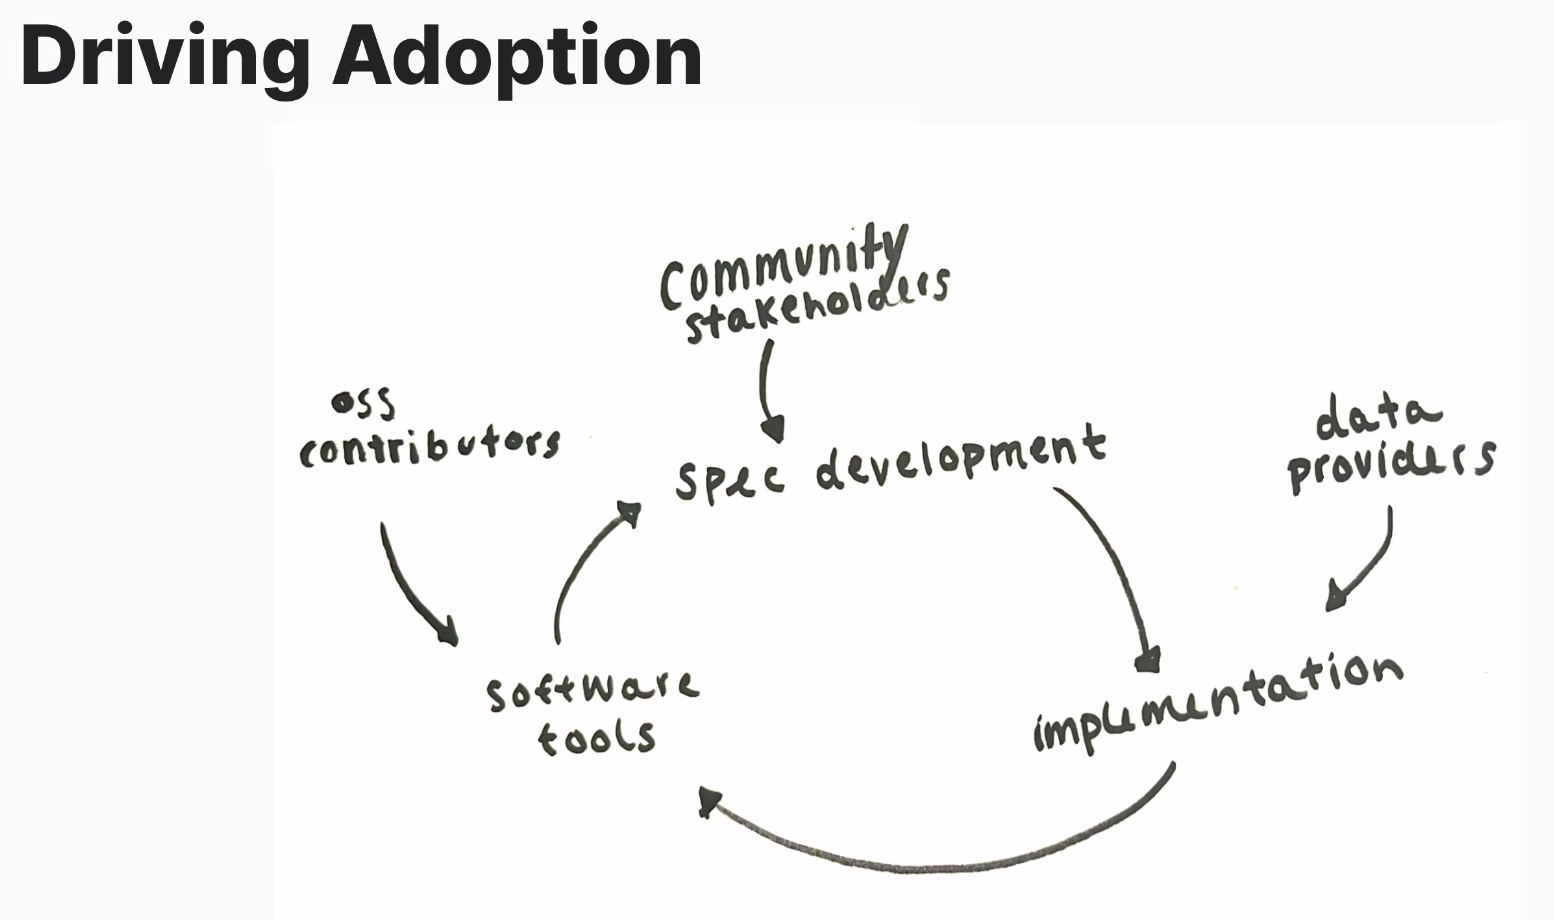 Driving Adoption
Community
stakeholders
oss
contributors
data
providers
spec development
software
tools
implementation